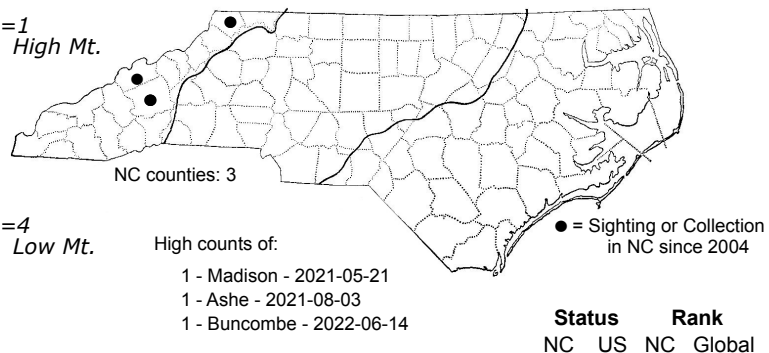 =1
High Mt.
NC counties: 3
=4
Low Mt.
High counts of:
1 - Madison - 2021-05-21
1 - Ashe - 2021-08-03
1 - Buncombe - 2022-06-14
● = Sighting or Collection
in NC since 2004
Status Rank
NC US NC Global